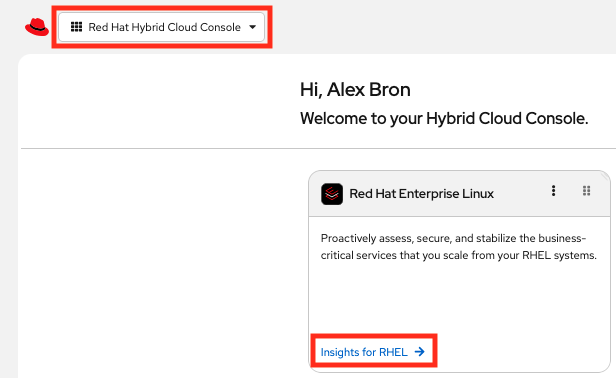 Red Hat Hybrid Cloud Console
Hi, Alex Bron
Welcome to your Hybrid Cloud Console.
Red Hat Enterprise Linux
Proactively assess, secure, and stabilize the business-
critical services that you scale from your RHEL systems.
Insights for RHEL